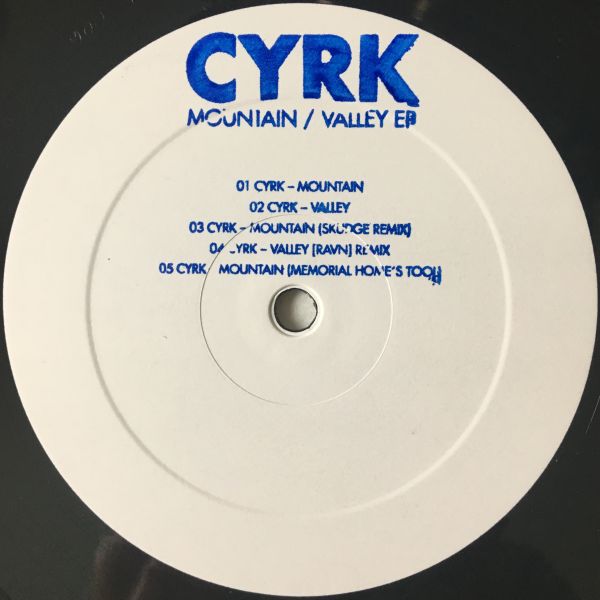 CYRK
MOUNTAIN / VALLEY EP
01 CYRK – MOUNTAIN
02 CYRK – VALLEY
03 CYRK – MOUNTAIN (SKUDGE REMIX)
04 CYRK – VALLEY [RAVN] REMIX
05 CYRK MOUNTAIN (MEMORIAL HOME'S TOOL)